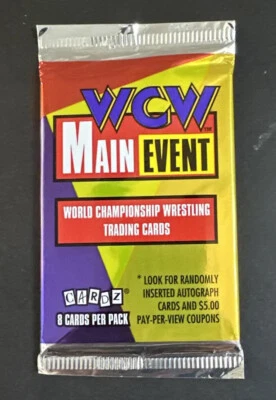 WCW™
MAIN EVENT
WORLD CHAMPIONSHIP WRESTLING
TRADING CARDS
CARDZ®
8 CARDS PER PACK
* LOOK FOR RANDOMLY
INSERTED AUTOGRAPH
CARDS AND $5.00
PAY-PER-VIEW COUPONS